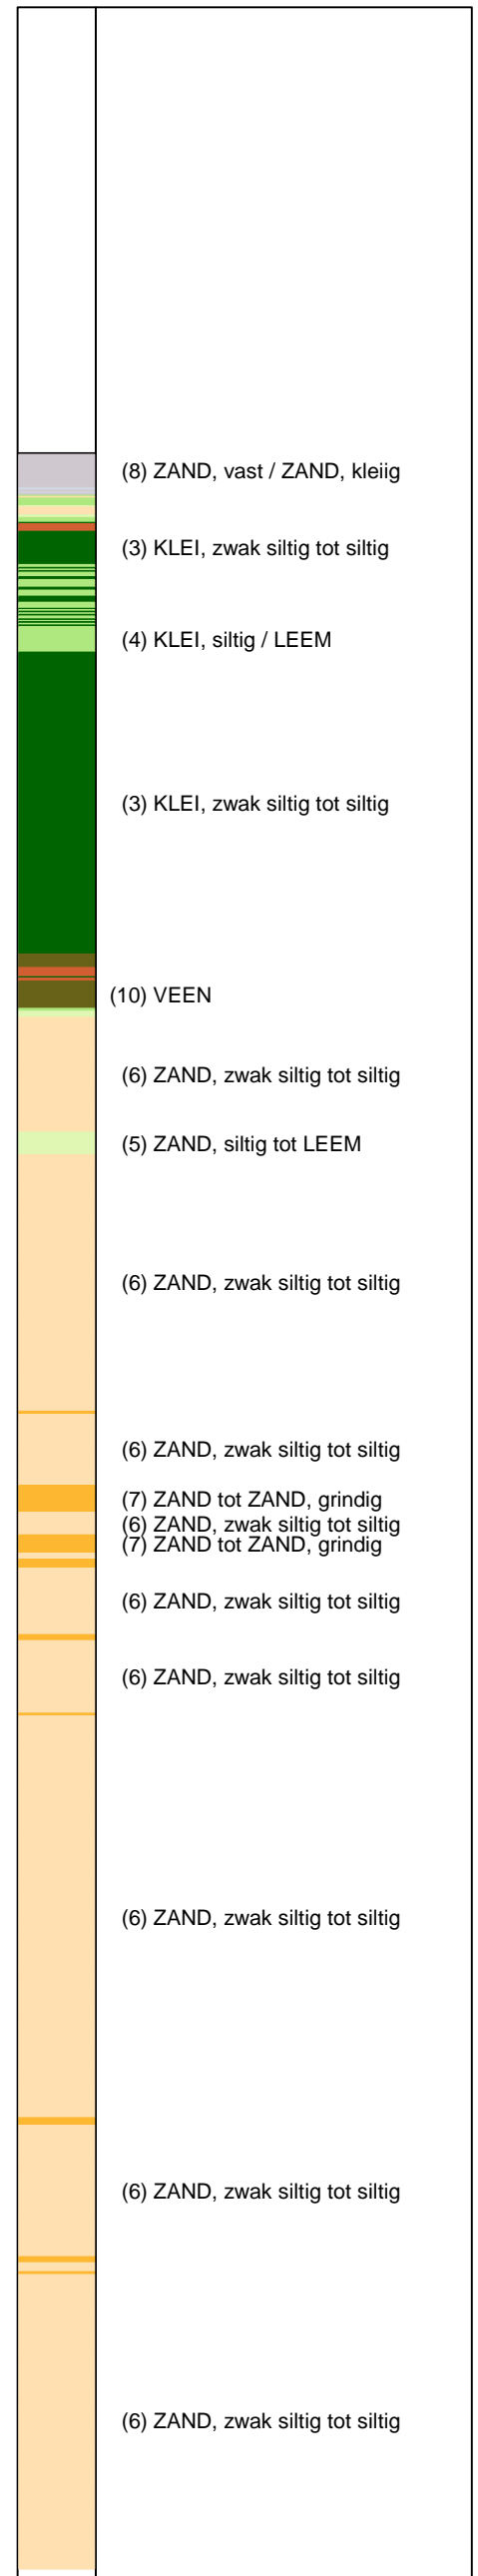 (8) ZAND, vast / ZAND, kleiig
(3) KLEI, zwak siltig tot siltig
(4) KLEI, siltig / LEEM
(3) KLEI, zwak siltig tot siltig
(10) VEEN
(6) ZAND, zwak siltig tot siltig
(5) ZAND, siltig tot LEEM
(6) ZAND, zwak siltig tot siltig
(6) ZAND, zwak siltig tot siltig
(7) ZAND tot ZAND, grindig
(6) ZAND, zwak siltig tot siltig
(7) ZAND tot ZAND, grindig
(6) ZAND, zwak siltig tot siltig
(6) ZAND, zwak siltig tot siltig
(6) ZAND, zwak siltig tot siltig
(6) ZAND, zwak siltig tot siltig
(6) ZAND, zwak siltig tot siltig